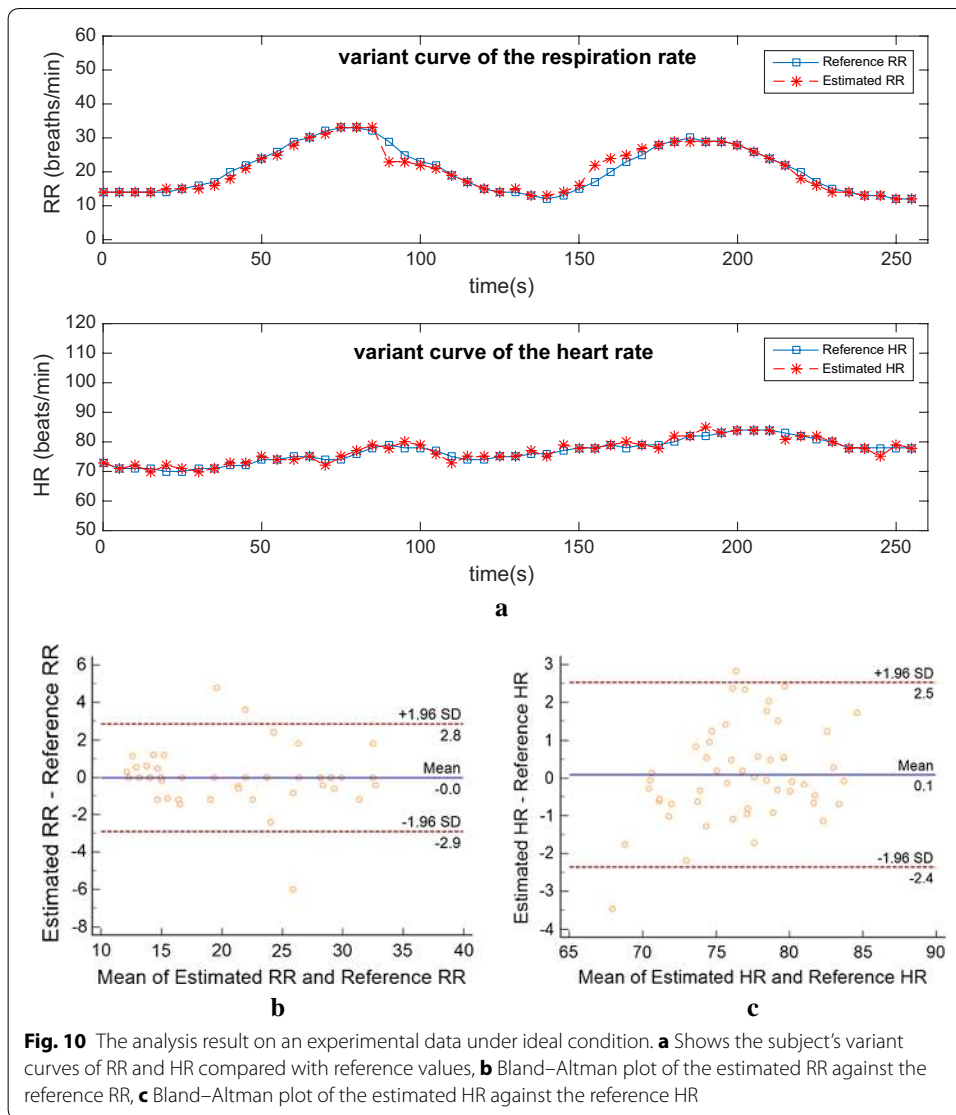 variant curve of the respiration rate
Reference RR
Estimated RR
RR (breaths/min)
60
50
40
30
20
10
0
0 50 100 150 200 250
time(s)
variant curve of the heart rate
Reference HR
Estimated HR
HR (beats/min)
120
110
100
90
80
70
60
50
0 50 100 150 200 250
time(s)
a
Estimated RR - Reference RR
6
4
2
0
-2
-4
-6
-8
+1.96 SD
2.8
Mean
-0.0
-1.96 SD
-2.9
10 15 20 25 30 35 40
Mean of Estimated RR and Reference RR
b
Estimated HR - Reference HR
3
2
1
0
-1
-2
-3
-4
+1.96 SD
2.5
Mean
0.1
-1.96 SD
-2.4
65 70 75 80 85 90
Mean of Estimated HR and Reference HR
c
Fig. 10 The analysis result on an experimental data under ideal condition. a Shows the subject’s variant
curves of RR and HR compared with reference values, b Bland–Altman plot of the estimated RR against the
reference RR, c Bland–Altman plot of the estimated HR against the reference HR